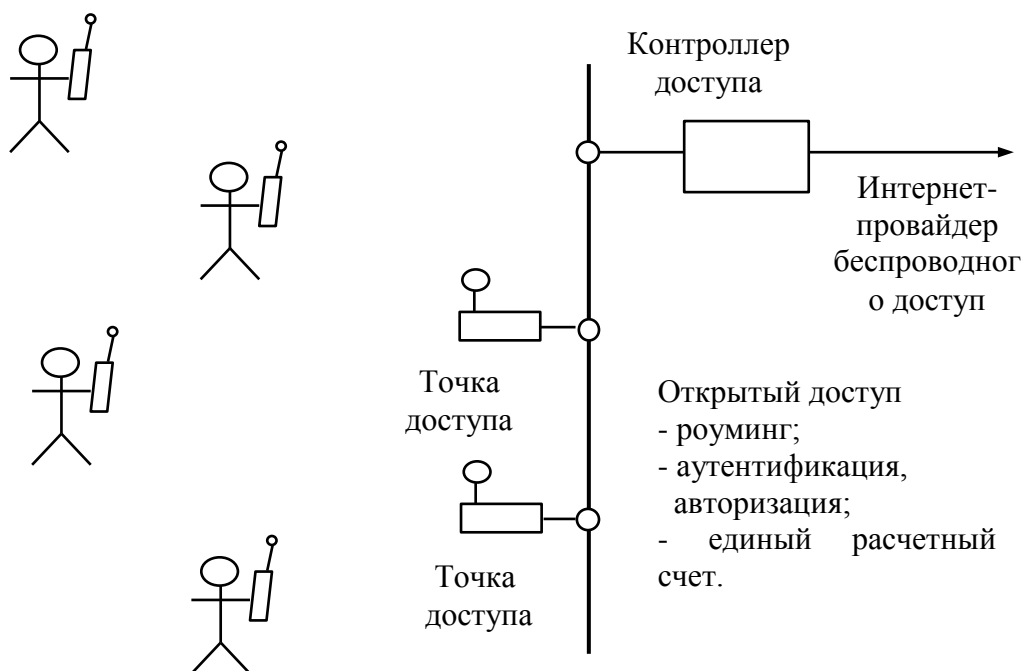 Контроллер
доступа
Интернет-
провайдер
беспроводног
о доступ
Точка
доступа
Открытый доступ
- роуминг;
- аутентификация,
авторизация;
- единый расчетный
счет.
Точка
доступа